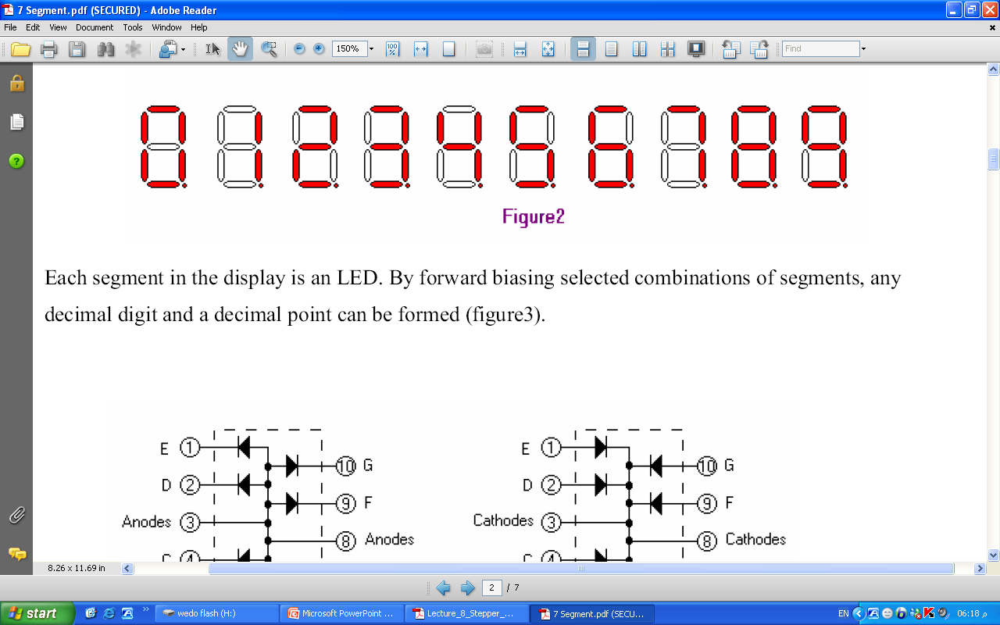 7 Segment.pdf (SECURED) - Adobe Reader
File Edit View Document Tools Window Help
150%
100 %
Find
Figure2
Each segment in the display is an LED. By forward biasing selected combinations of segments, any
decimal digit and a decimal point can be formed (figure3).
E 1
10 G
D 2
9 F
Anodes 3
8 Anodes
C 4
E 1
10 G
D 2
9 F
Cathodes 3
8 Cathodes
C 4
8.26 x 11.69 in
2 / 7
start
wedo flash (H:)
Microsoft PowerPoint ...
Lecture_8_Stepper_...
7 Segment.pdf (SECU...
EN
06:18 م